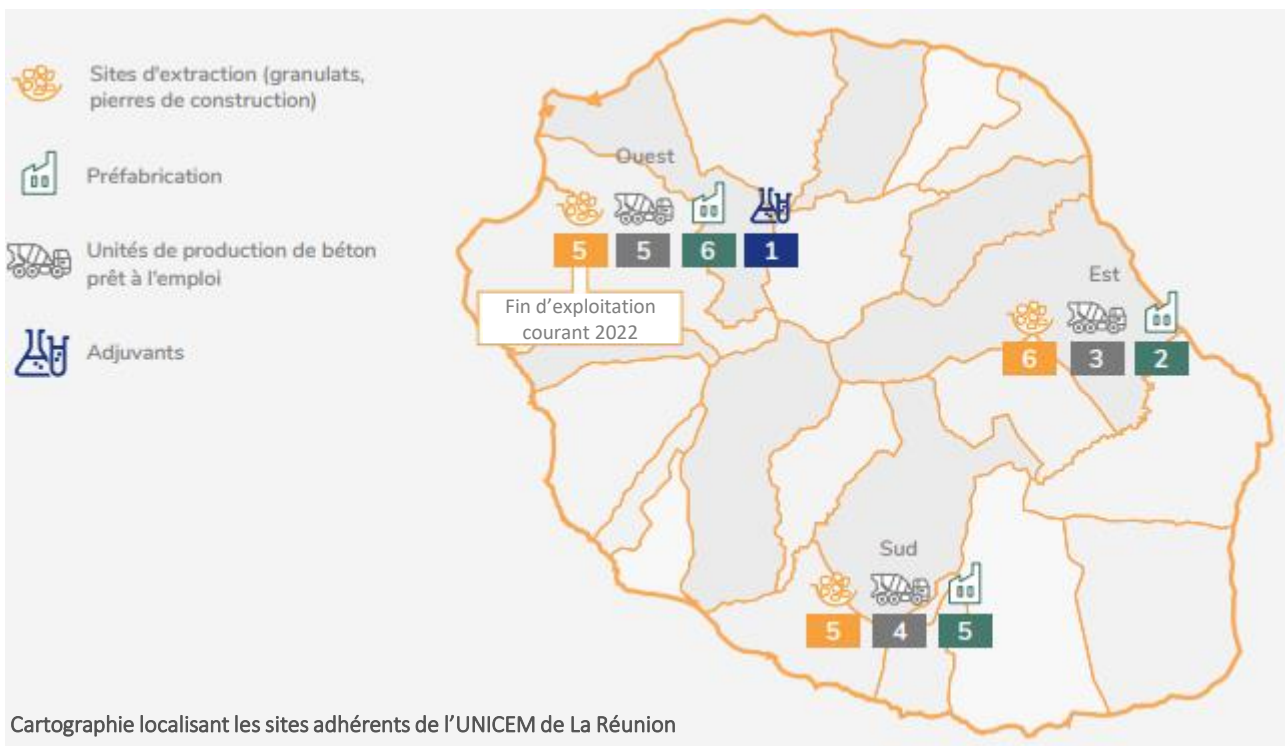 Sites d'extraction (granulats,
pierres de construction)
Préfabrication
Unités de production de béton
prêt à l'emploi
Adjuvants
Ouest
5 5 6 1
Fin d'exploitation
courant 2022
Est
6 3 2
Sud
5 4 5
Cartographie localisant les sites adhérents de l'UNICEM de La Réunion